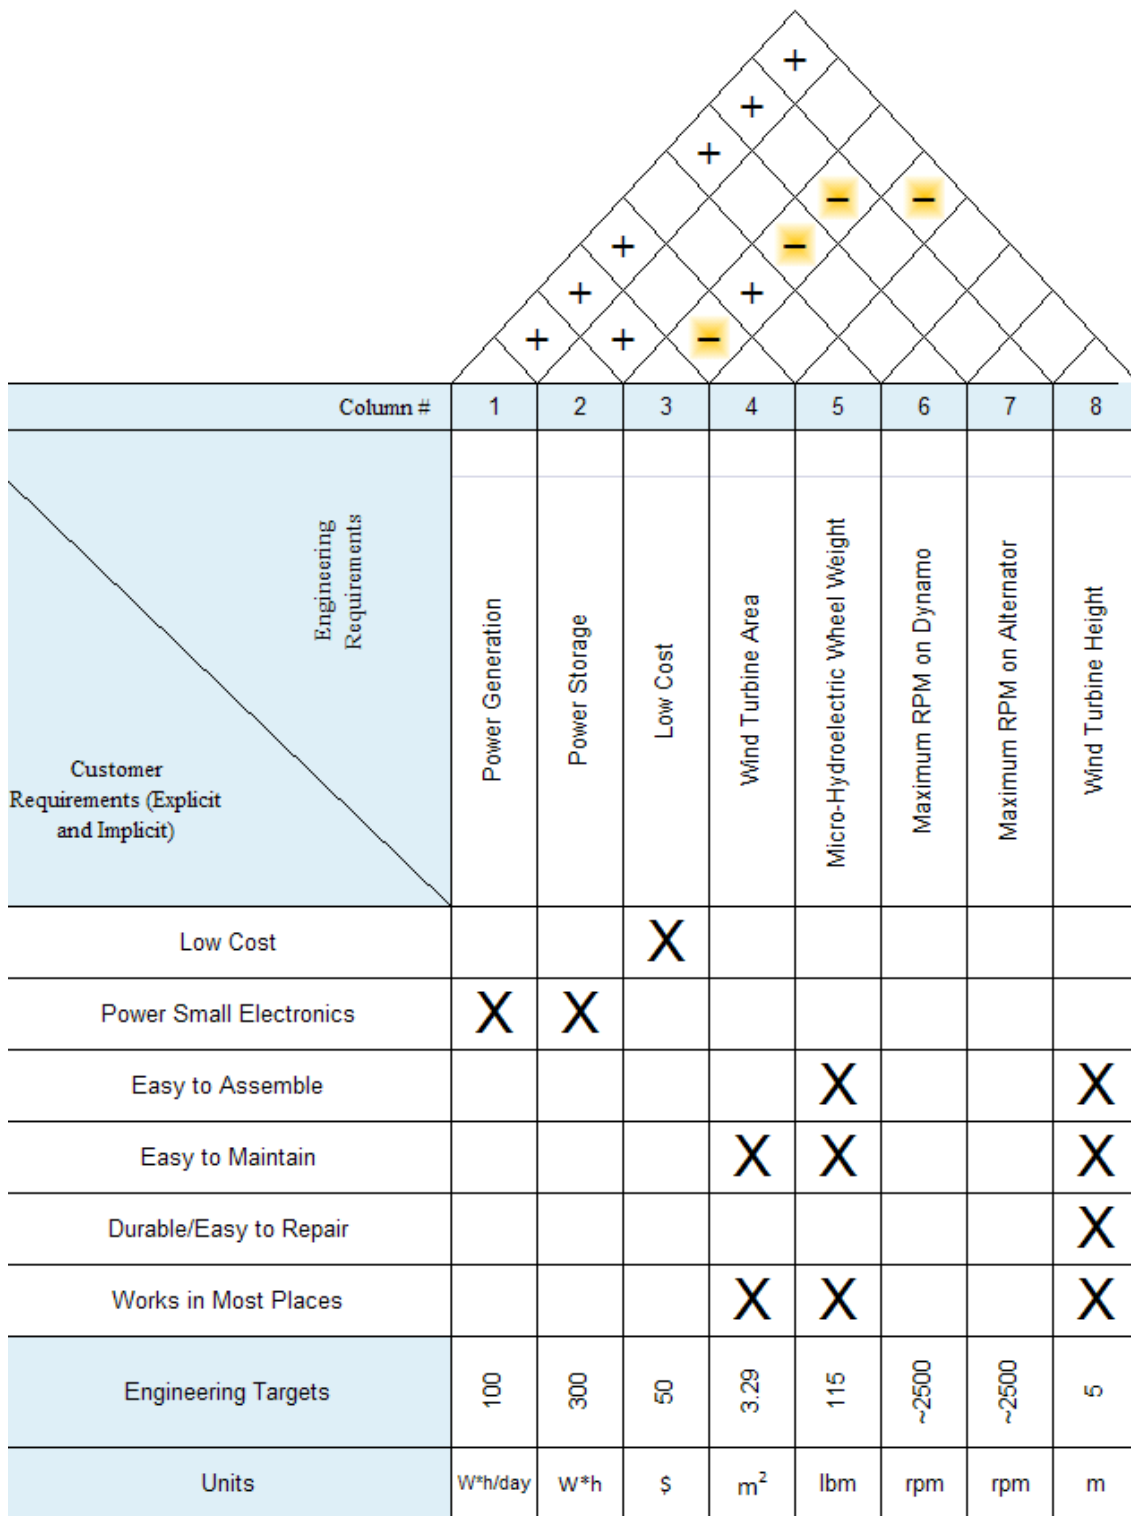 +
+
+
− −
+ −
+ +
+ + −
Column # 1 2 3 4 5 6 7 8
Engineering
Requirements
Customer
Requirements (Explicit
and Implicit)
Power Generation
Power Storage
Low Cost
Wind Turbine Area
Micro-Hydroelectric Wheel Weight
Maximum RPM on Dynamo
Maximum RPM on Alternator
Wind Turbine Height
Low Cost X
Power Small Electronics X X
Easy to Assemble X X
Easy to Maintain X X X
Durable/Easy to Repair X
Works in Most Places X X X
Engineering Targets 100 300 50 3.29 115 ~2500 ~2500 5
Units W*h/day W*h $ m² lbm rpm rpm m